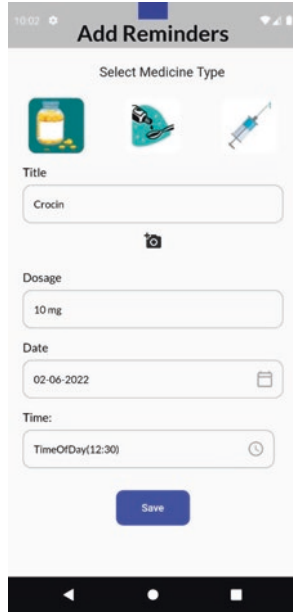 10:02
Add Reminders
Select Medicine Type
Title
Crocin
Dosage
10 mg
Date
02-06-2022
Time:
TimeOfDay(12:30)
Save